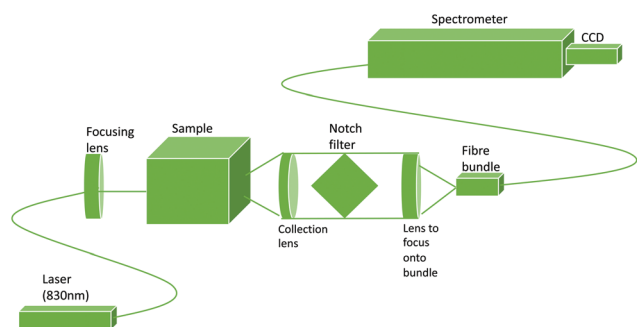 Spectrometer
CCD
Focusing
lens
Sample
Notch
filter
Fibre
bundle
Collection
lens
Lens to
focus
onto
bundle
Laser
(830nm)